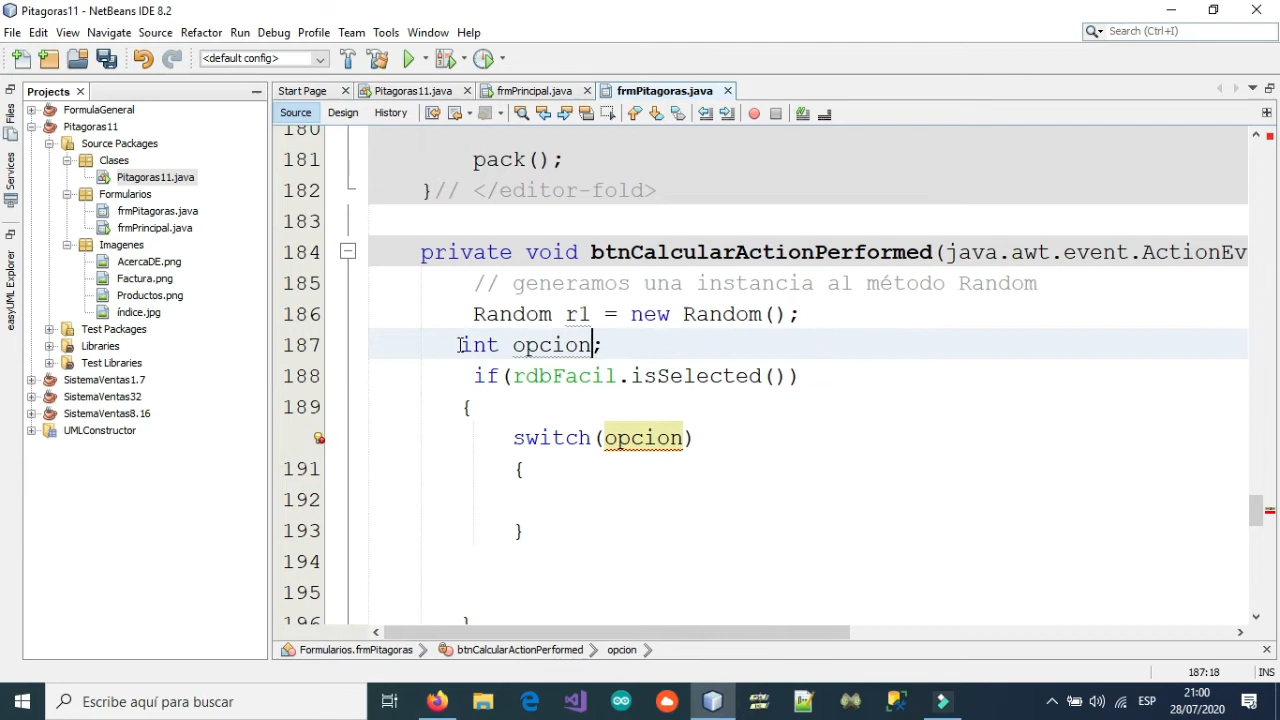 Pitagoras11 - NetBeans IDE 8.2
File Edit View Navigate Source Refactor Run Debug Profile Team Tools Window Help
Search (Ctrl+I)
<default config>
Projects
Start Page Pitagoras11.java frmPrincipal.java frmPitagoras.java
Source Design History
Files
Services
easyUML Explorer
FormulaGeneral
Pitagoras11
Source Packages
Clases
Pitagoras11.java
Formularios
frmPitagoras.java
frmPrincipal.java
Imagenes
AcercaDE.png
Factura.png
Productos.png
índice.jpg
Test Packages
Libraries
Test Libraries
SistemaVentas1.7
SistemaVentas32
SistemaVentas8.16
UMLConstructor
180
181 pack();
182 }// </editor-fold>
183
184 private void btnCalcularActionPerformed(java.awt.event.ActionEv
185 // generamos una instancia al método Random
186 Random r1 = new Random();
187 int opcion;
188 if(rdbFacil.isSelected())
189 {
switch(opcion)
191 {
192
193 }
194
195
196 }
Formularios.frmPitagoras btnCalcularActionPerformed opcion
187:18 INS
Escribe aquí para buscar
ESP
21:00
28/07/2020